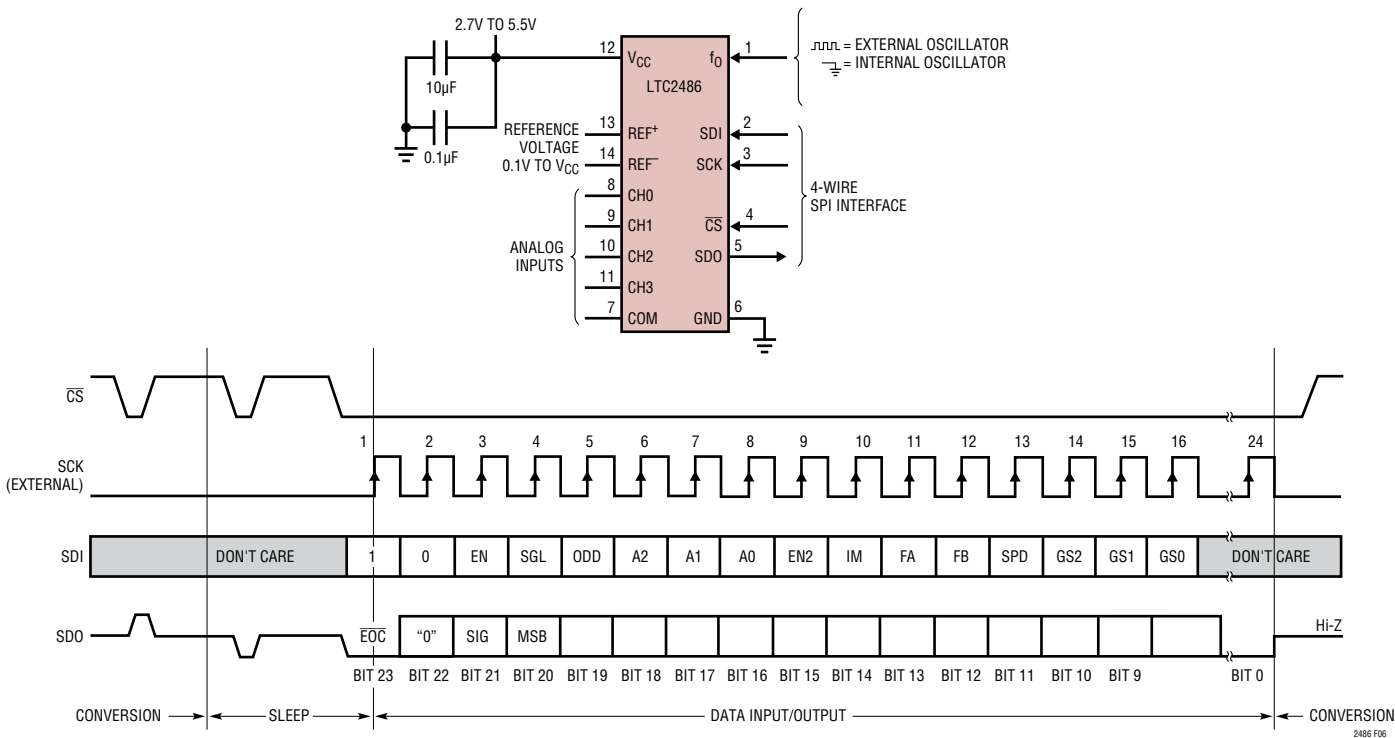 2.7V TO 5.5V
10µF
0.1µF
REFERENCE
VOLTAGE
0.1V TO VCC
ANALOG
INPUTS
12
13
14
8
9
10
11
7
VCC
REF+
REF–
CH0
CH1
CH2
CH3
COM
LTC2486
fO
SDI
SCK
CS
SDO
GND
1
2
3
4
5
6
= EXTERNAL OSCILLATOR
= INTERNAL OSCILLATOR
4-WIRE
SPI INTERFACE
CS
1 2 3 4 5 6 7 8 9 10 11 12 13 14 15 16 24
SCK
(EXTERNAL)
SDI DON'T CARE 1 0 EN SGL ODD A2 A1 A0 EN2 IM FA FB SPD GS2 GS1 GS0 DON'T CARE
SDO EOC "0" SIG MSB Hi-Z
BIT 23 BIT 22 BIT 21 BIT 20 BIT 19 BIT 18 BIT 17 BIT 16 BIT 15 BIT 14 BIT 13 BIT 12 BIT 11 BIT 10 BIT 9 BIT 0
CONVERSION SLEEP DATA INPUT/OUTPUT CONVERSION
2486 F06